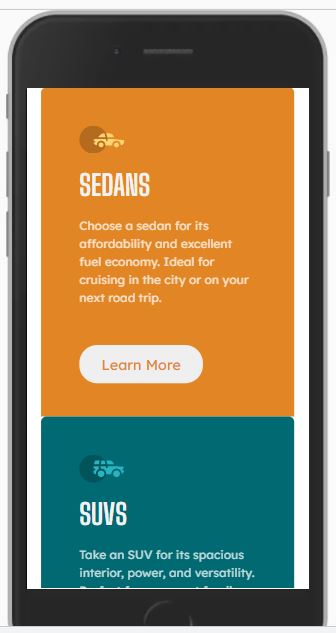 SEDANS
Choose a sedan for its
affordability and excellent
fuel economy. Ideal for
cruising in the city or on your
next road trip.
Learn More
SUVS
Take an SUV for its spacious
interior, power, and versatility.